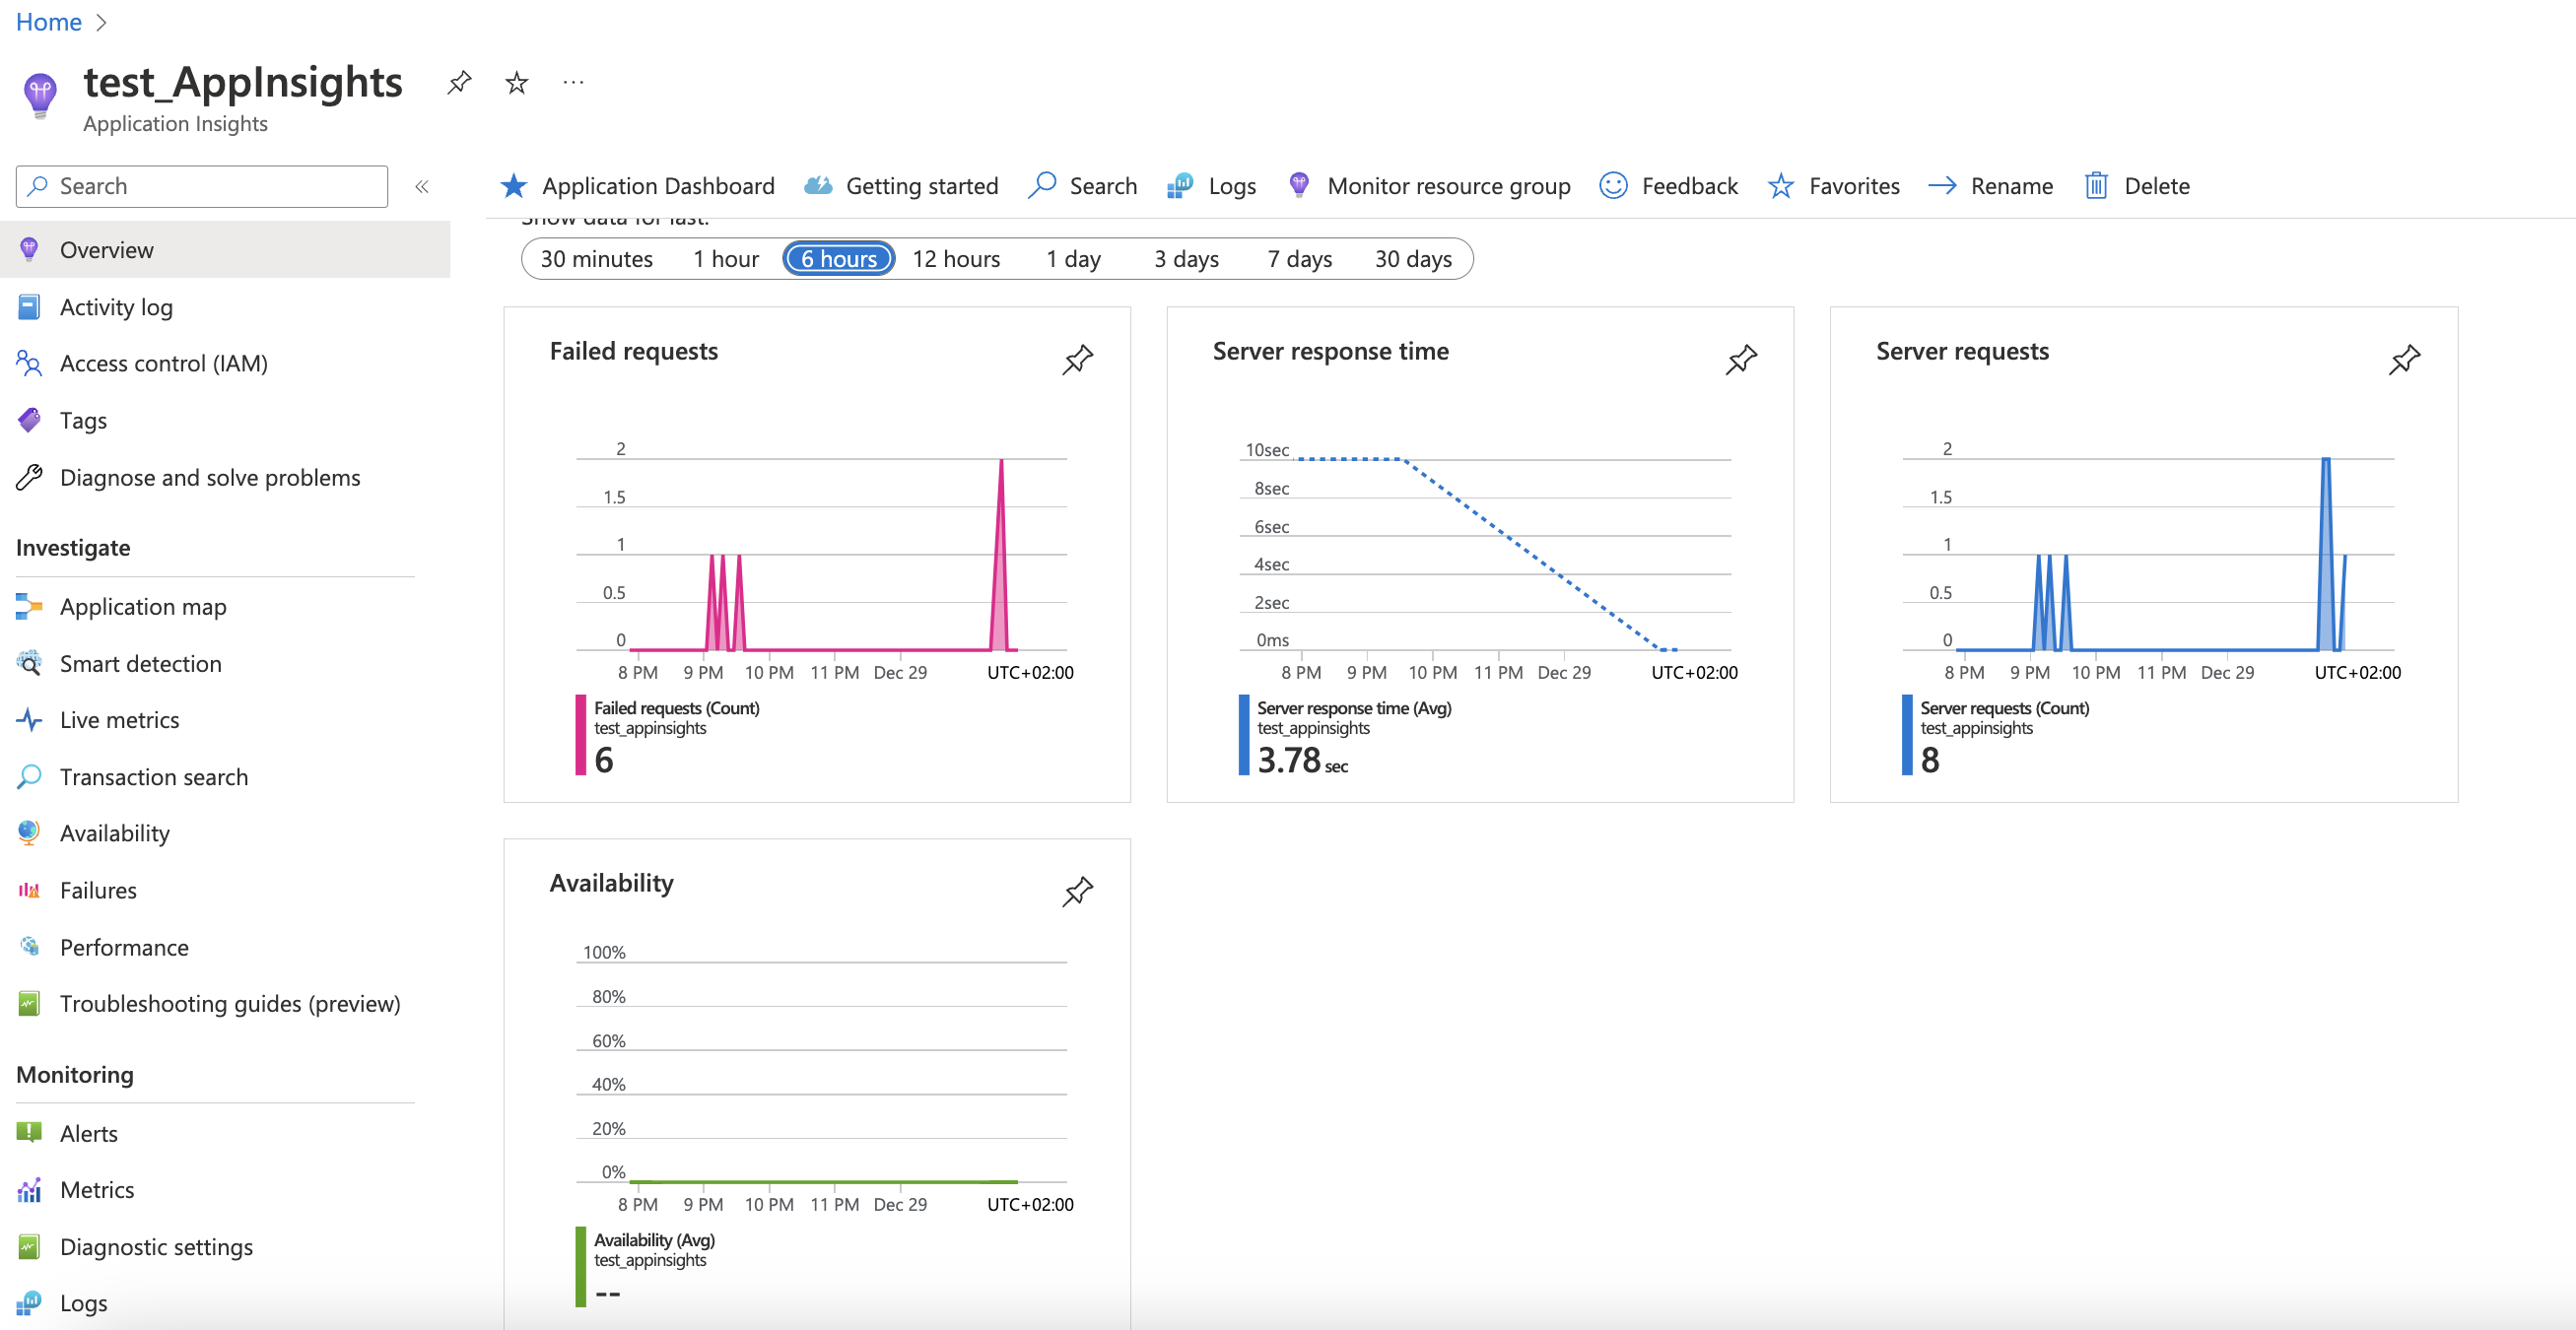 Home
test_AppInsights
Application Insights
Search
Application Dashboard
Getting started
Search
Logs
Monitor resource group
Feedback
Favorites
Rename
Delete
Overview
Activity log
Access control (IAM)
Tags
Diagnose and solve problems
Investigate
Application map
Smart detection
Live metrics
Transaction search
Availability
Failures
Performance
Troubleshooting guides (preview)
Monitoring
Alerts
Metrics
Diagnostic settings
Logs
Show data for last:
30 minutes
1 hour
6 hours
12 hours
1 day
3 days
7 days
30 days
Failed requests
2
1.5
1
0.5
0
8 PM
9 PM
10 PM
11 PM
Dec 29
UTC+02:00
Failed requests (Count)
test_appinsights
6
Server response time
10sec
8sec
6sec
4sec
2sec
0ms
8 PM
9 PM
10 PM
11 PM
Dec 29
UTC+02:00
Server response time (Avg)
test_appinsights
3.78 sec
Server requests
2
1.5
1
0.5
0
8 PM
9 PM
10 PM
11 PM
Dec 29
UTC+02:00
Server requests (Count)
test_appinsights
8
Availability
100%
80%
60%
40%
20%
0%
8 PM
9 PM
10 PM
11 PM
Dec 29
UTC+02:00
Availability (Avg)
test_appinsights
--